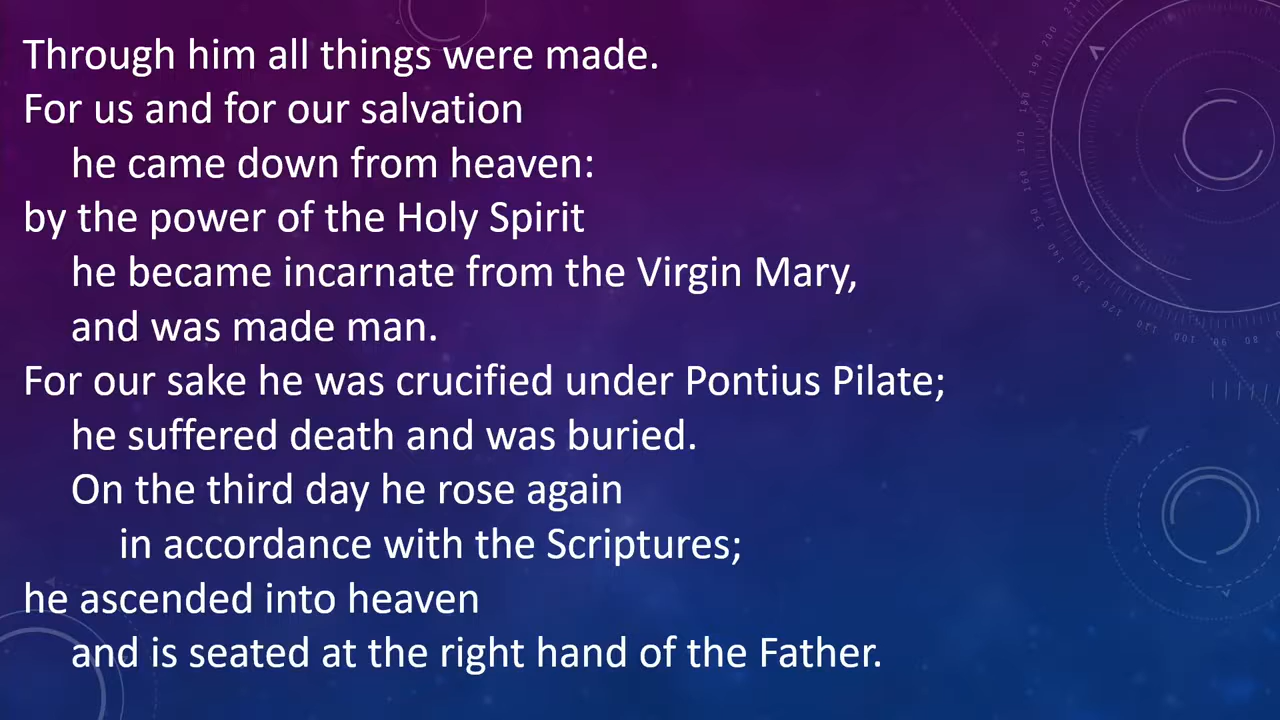 Through him all things were made.
For us and for our salvation
he came down from heaven:
by the power of the Holy Spirit
he became incarnate from the Virgin Mary,
and was made man.
For our sake he was crucified under Pontius Pilate;
he suffered death and was buried.
On the third day he rose again
in accordance with the Scriptures;
he ascended into heaven
and is seated at the right hand of the Father.